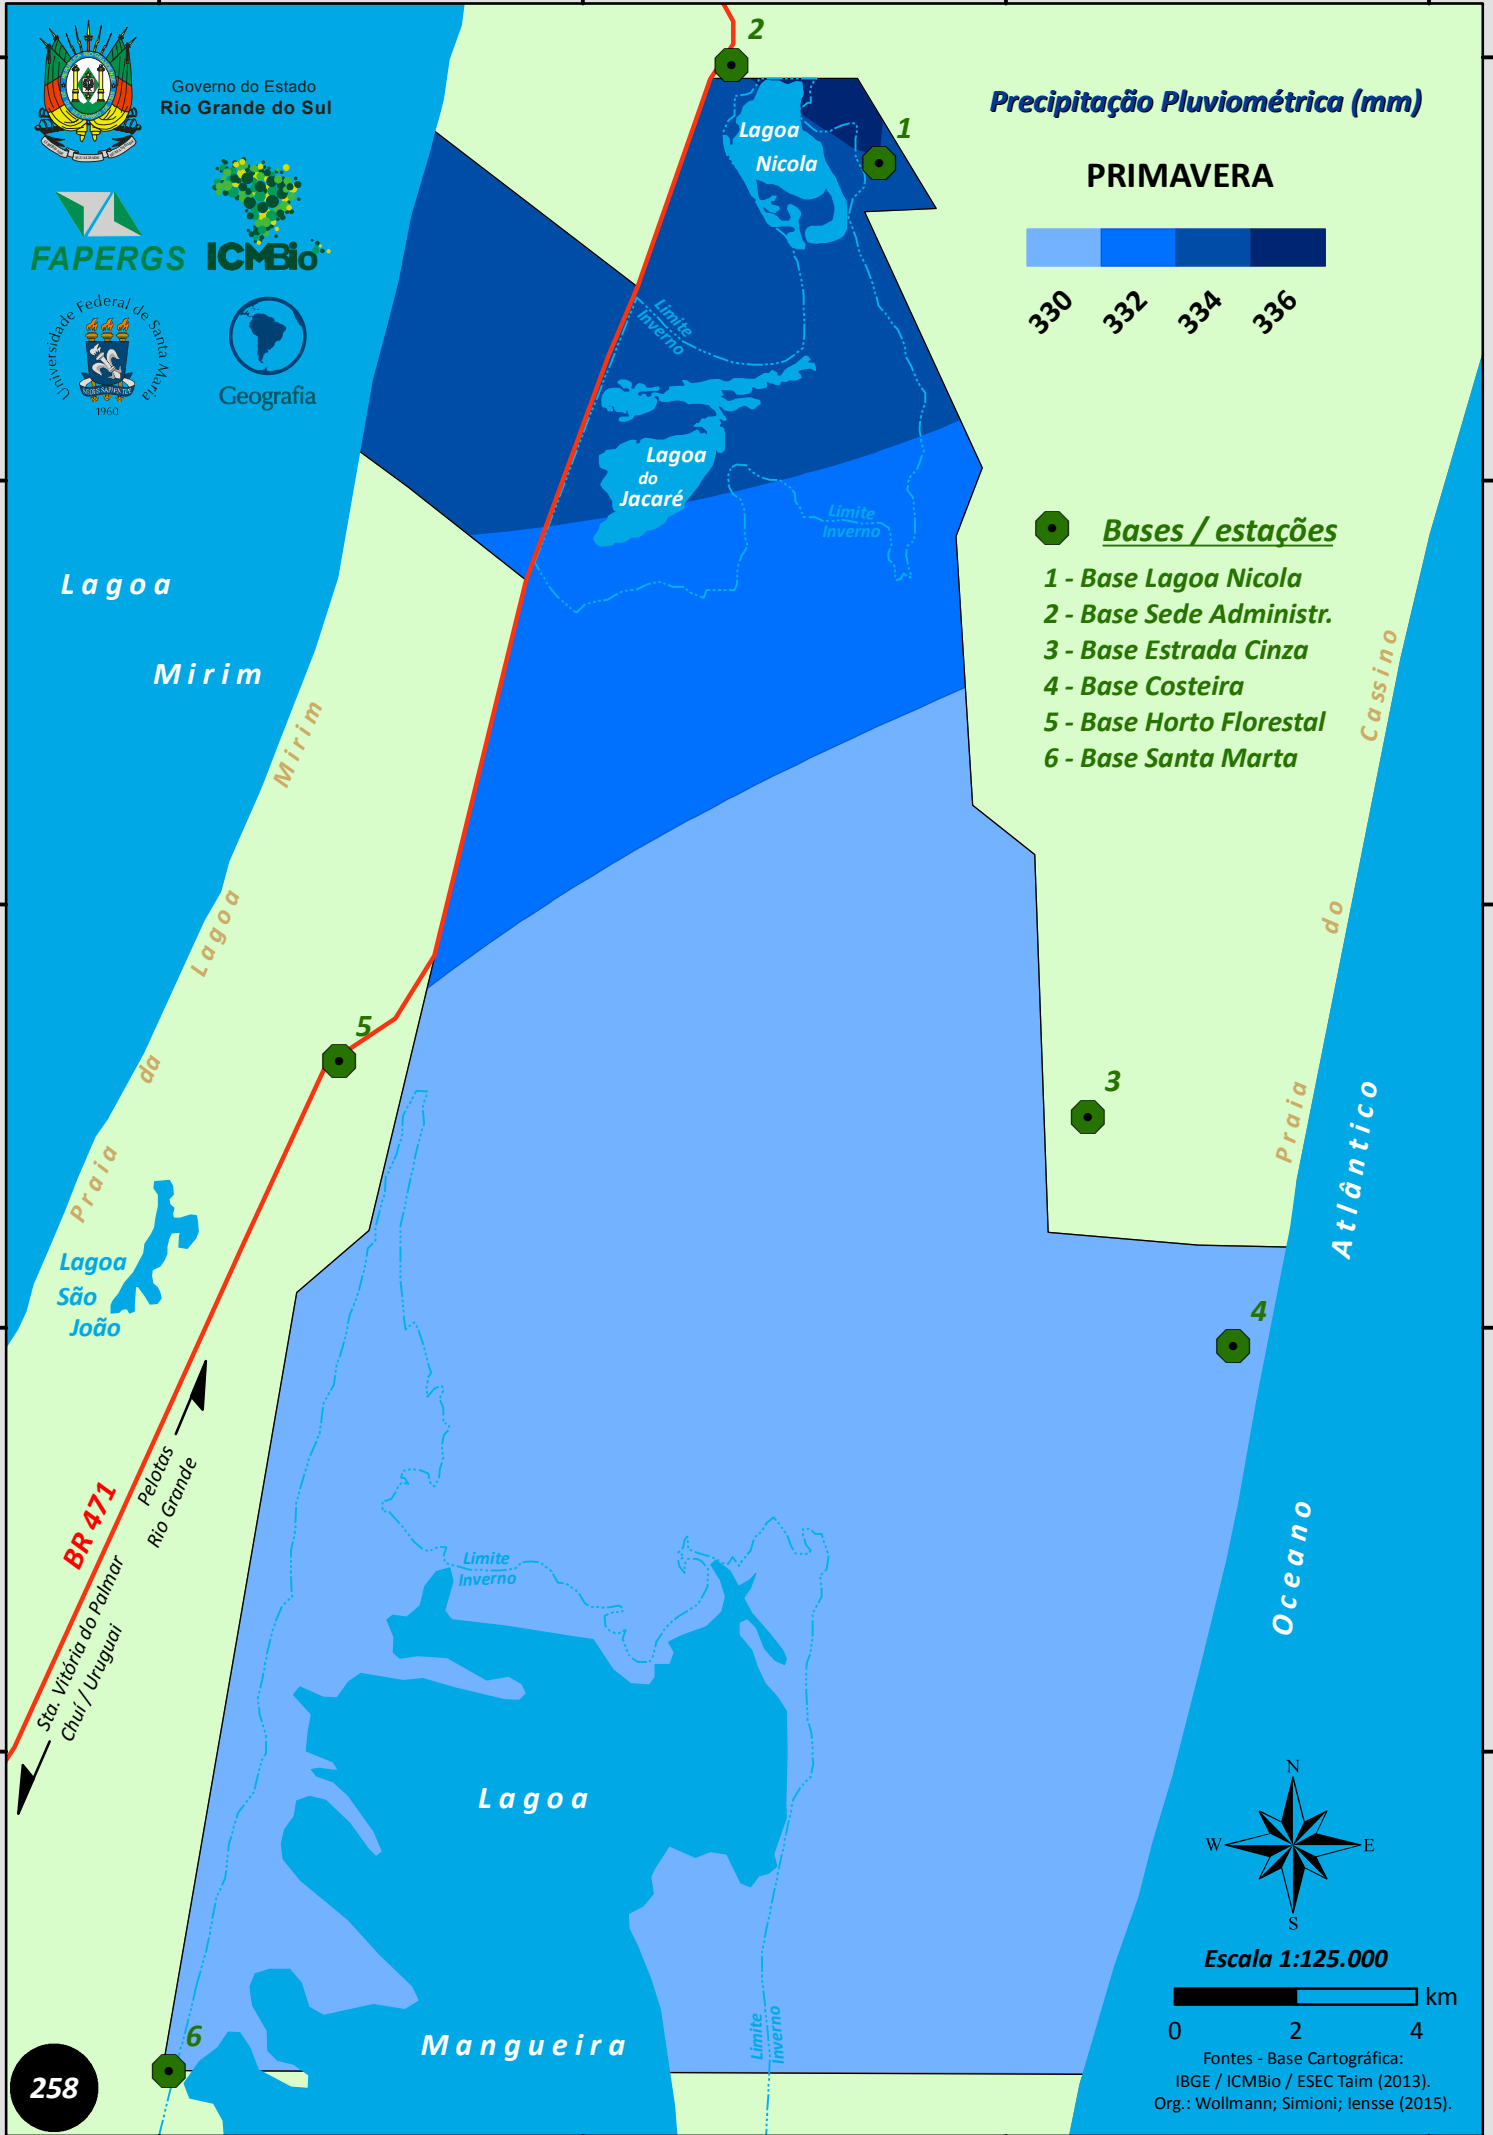 Governo do Estado
Rio Grande do Sul
FAPERGS
ICMBio
Universidade Federal de Santa Maria
SEDES SAPIENTIAE
1960
Geografia
Precipitação Pluviométrica (mm)
PRIMAVERA
330
332
334
336
Bases / estações
1 - Base Lagoa Nicola
2 - Base Sede Administr.
3 - Base Estrada Cinza
4 - Base Costeira
5 - Base Horto Florestal
6 - Base Santa Marta
2
1
Lagoa
Nicola
Limite
Inverno
Lagoa
do
Jacaré
Limite
Inverno
Lagoa
Mirim
Praia da Lagoa Mirim
Praia do Cassino
5
3
4
Lagoa
São
João
Oceano Atlântico
BR 471
Pelotas
Rio Grande
Sta. Vitória do Palmar
Chuí / Uruguai
Limite
Inverno
Lagoa
Mangueira
Limite
Inverno
6
258
N
W
E
S
Escala 1:125.000
km
0
2
4
Fontes - Base Cartográfica:
IBGE / ICMBio / ESEC Taim (2013).
Org.: Wollmann; Simioni; Iensse (2015).